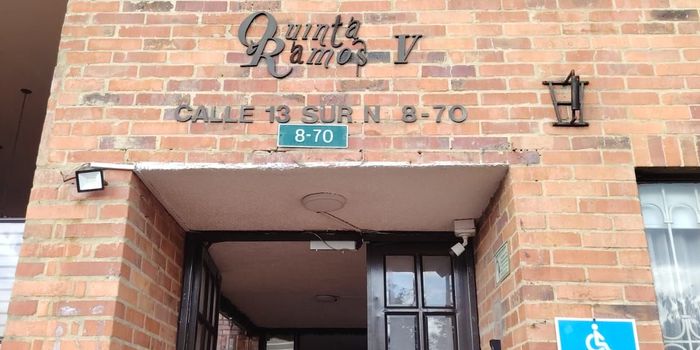 Quinta
Ramos V
CALLE 13 SUR N 8-70
8-70